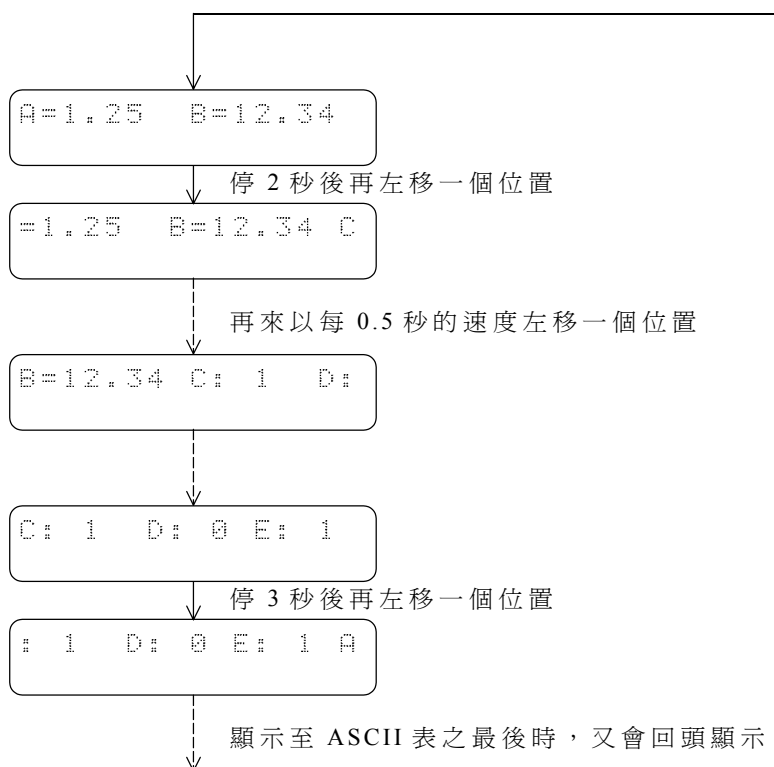 A=1.25  B=12.34
停 2 秒後再左移一個位置
=1.25  B=12.34 C
再來以每 0.5 秒的速度左移一個位置
B=12.34 C: 1  D:
C: 1  D: 0 E: 1
停 3 秒後再左移一個位置
: 1  D: 0 E: 1 A
顯示至 ASCII 表之最後時，又會回頭顯示